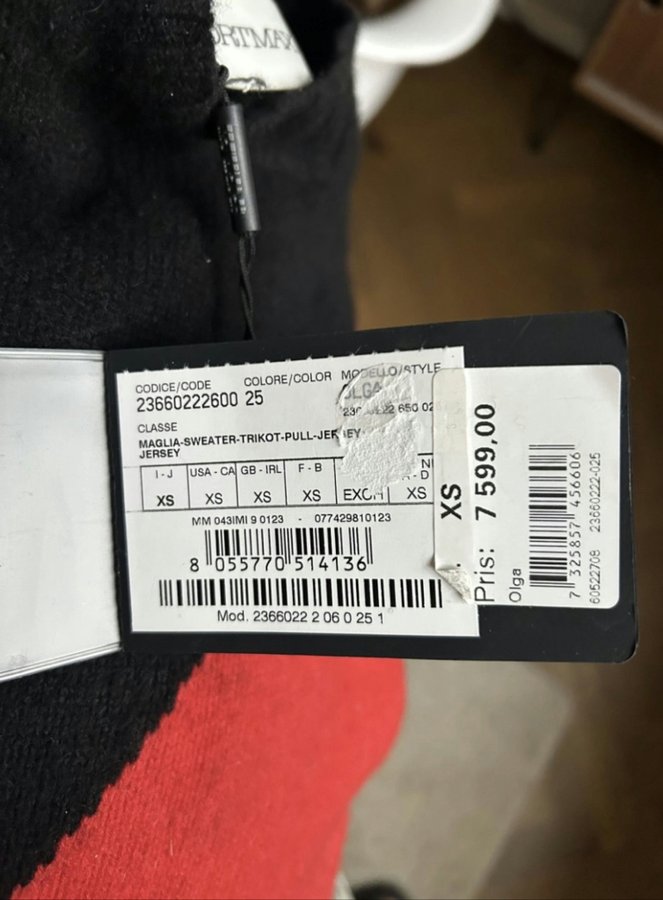 CODICE/CODE COLORE/COLOR MODELLO/STYLE
23660222600 25
CLASSE
MAGLIA-SWEATER-TRIKOT-PULL-JERSEY-
JERSEY
I - J USA - CA GB - IRL F - B
XS XS XS XS XS
MM 043IMI 9 0123 - 077429810123
8 055770 514136
Mod. 2366022 2 06 0 25 1
XS
Pris: 7 599,00
Olga
7 325857 456606
60522708 23660222-025